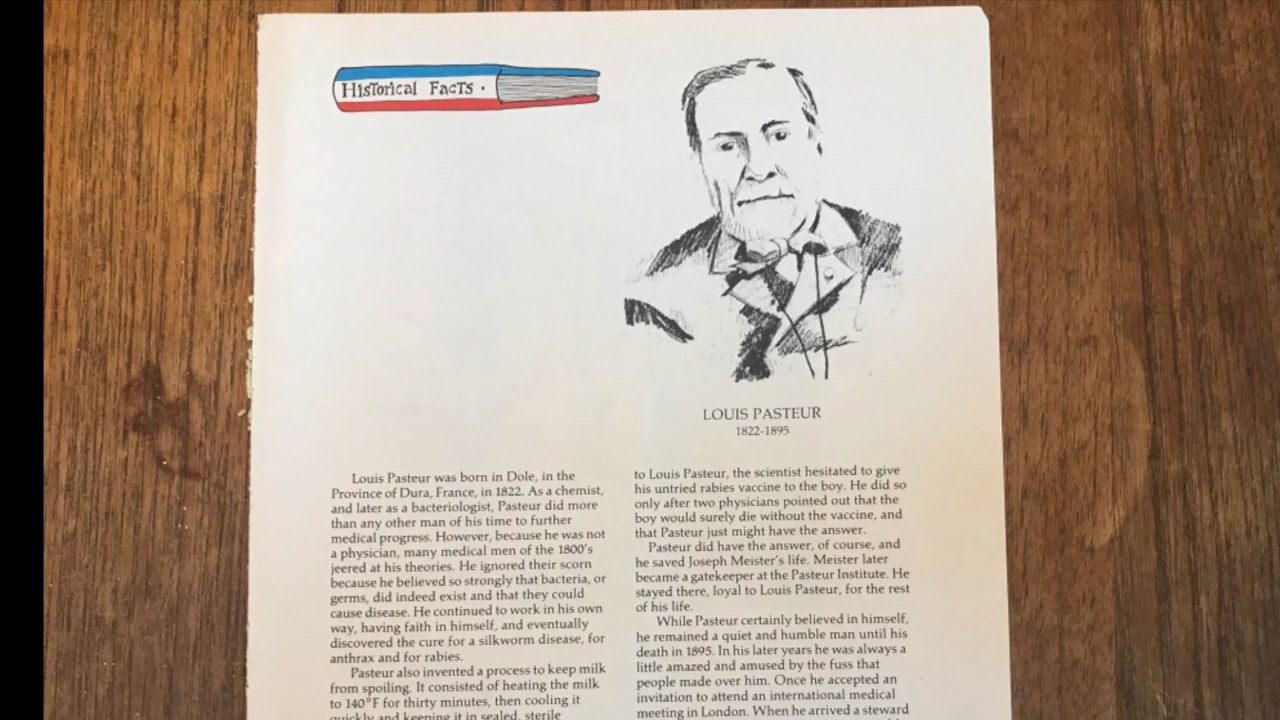 Historical Facts.
LOUIS PASTEUR
1822-1895
Louis Pasteur was born in Dole, in the
Province of Dura, France, in 1822. As a chemist,
and later as a bacteriologist, Pasteur did more
than any other man of his time to further
medical progress. However, because he was not
a physician, many medical men of the 1800's
jeered at his theories. He ignored their scorn
because he believed so strongly that bacteria, or
germs, did indeed exist and that they could
cause disease. He continued to work in his own
way, having faith in himself, and eventually
discovered the cure for a silkworm disease, for
anthrax and for rabies.
Pasteur also invented a process to keep milk
from spoiling. It consisted of heating the milk
to 140°F for thirty minutes, then cooling it
quickly and keeping it in sealed, sterile
to Louis Pasteur, the scientist hesitated to give
his untried rabies vaccine to the boy. He did so
only after two physicians pointed out that the
boy would surely die without the vaccine, and
that Pasteur just might have the answer.
Pasteur did have the answer, of course, and
he saved Joseph Meister's life. Meister later
became a gatekeeper at the Pasteur Institute. He
stayed there, loyal to Louis Pasteur, for the rest
of his life.
While Pasteur certainly believed in himself,
he remained a quiet and humble man until his
death in 1895. In his later years he was always a
little amazed and amused by the fuss that
people made over him. Once he accepted an
invitation to attend an international medical
meeting in London. When he arrived a steward